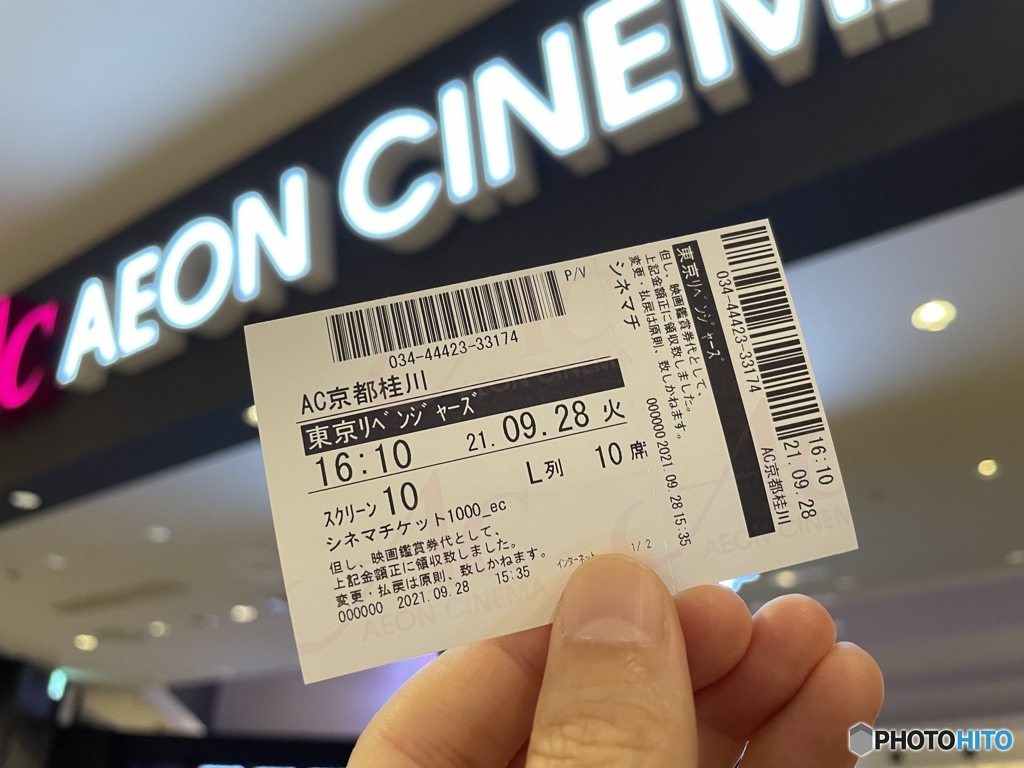 AEON CINEM
P/V
034-44423-33174
AC京都桂川
東京ﾘﾍﾞﾝｼﾞｬｰｽﾞ
16:10 21.09.28 火
L列 10席
ｽｸﾘｰﾝ 10
シネマチケット1000_ec
但し、映画鑑賞券代として、
上記金額正に領収致しました。
変更・払戻は原則、致しかねます。
000000 2021.09.28 15:35
インターネット 1/2
AEON CINEMA
034-44423-33174
16:10
21.09.28
AC京都桂川
東京ﾘﾍﾞﾝｼﾞｬｰｽﾞ
但し、映画鑑賞券代として、
上記金額正に領収致しました。
変更・払戻は原則、致しかねます。
000000 2021.09.28 15:35
シネマチ
AEON CINEMA
PHOTOHITO